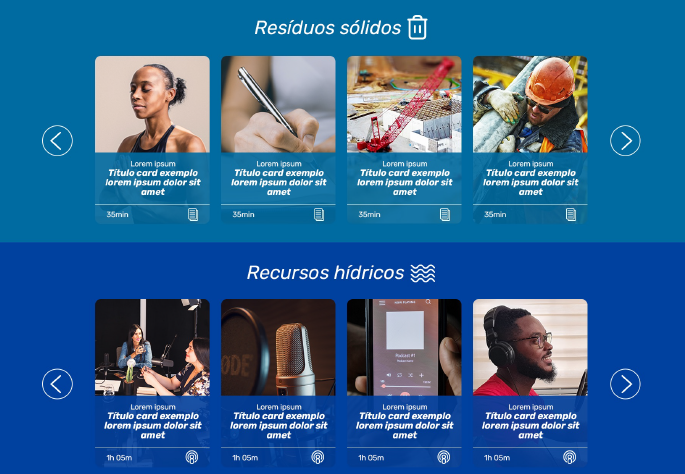 Resíduos sólidos
Lorem ipsum
Título card exemplo
lorem ipsum dolor sit
amet
35min
Lorem ipsum
Título card exemplo
lorem ipsum dolor sit
amet
35min
Lorem ipsum
Título card exemplo
lorem ipsum dolor sit
amet
35min
Lorem ipsum
Título card exemplo
lorem ipsum dolor sit
amet
35min
Recursos hídricos
Lorem ipsum
Título card exemplo
lorem ipsum dolor sit
amet
1h 05m
Lorem ipsum
Título card exemplo
lorem ipsum dolor sit
amet
1h 05m
Podcast #1
Lorem ipsum
Título card exemplo
lorem ipsum dolor sit
amet
1h 05m
Lorem ipsum
Título card exemplo
lorem ipsum dolor sit
amet
1h 05m